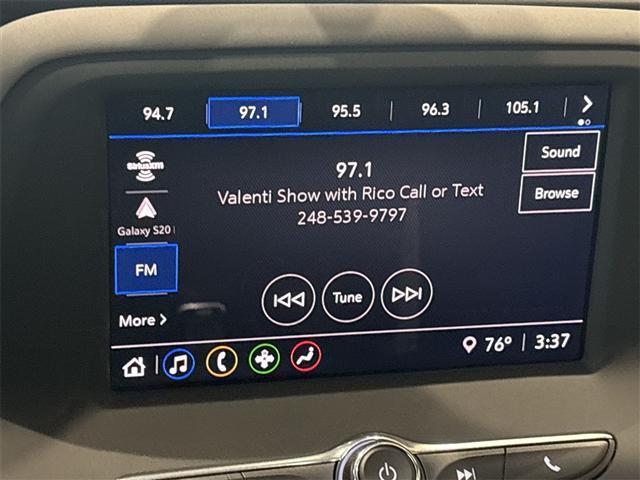 94.7 97.1 95.5 96.3 105.1
SiriusXM
97.1
Sound
Valenti Show with Rico Call or Text
Browse
248-539-9797
Galaxy S20
FM
Tune
More
76° 3:37